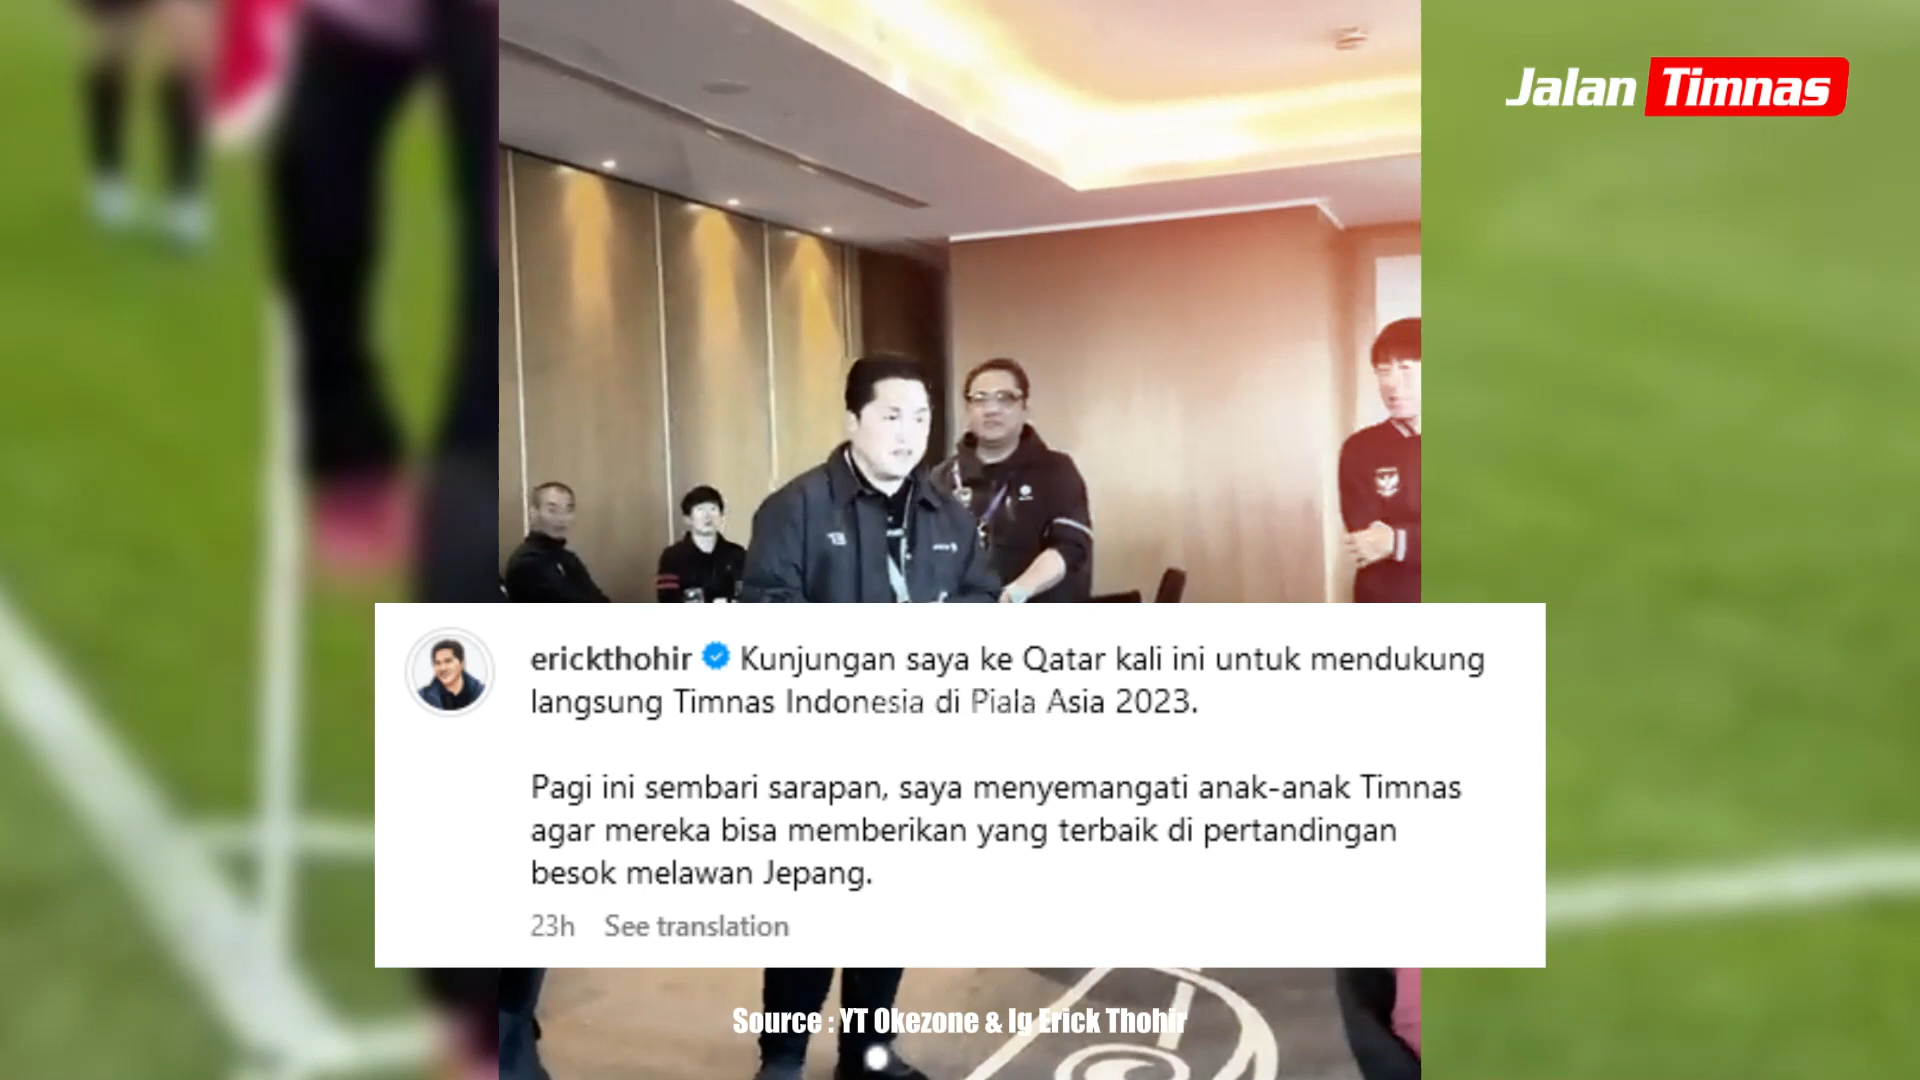 Jalan Timnas
erickthohir Kunjungan saya ke Qatar kali ini untuk mendukung
langsung Timnas Indonesia di Piala Asia 2023.
Pagi ini sembari sarapan, saya menyemangati anak-anak Timnas
agar mereka bisa memberikan yang terbaik di pertandingan
besok melawan Jepang.
23h See translation
Source : YT Okezone & Ig Erick Thohir